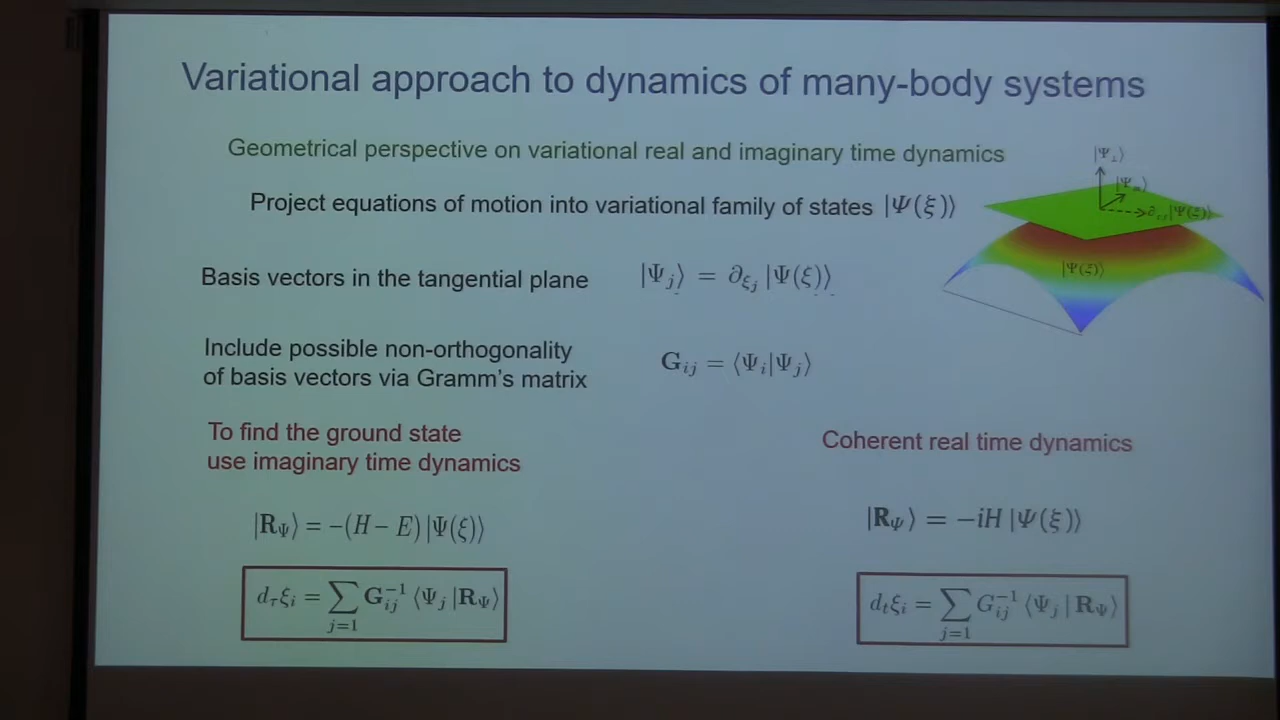 Variational approach to dynamics of many-body systems
Geometrical perspective on variational real and imaginary time dynamics
Project equations of motion into variational family of states |Ψ(ξ)⟩
|Ψ⊥⟩
∂|Ψ(ξ)⟩
|Ψ(ξ)⟩
Basis vectors in the tangential plane |Ψ_j⟩ = ∂_{ξ_j} |Ψ(ξ)⟩
Include possible non-orthogonality
of basis vectors via Gramm's matrix
G_{ij} = ⟨Ψ_i|Ψ_j⟩
To find the ground state
use imaginary time dynamics
|R_Ψ⟩ = -(H - E) |Ψ(ξ)⟩
d_τ ξ_i = ∑_{j=1} G_{ij}^{-1} ⟨Ψ_j |R_Ψ⟩
Coherent real time dynamics
|R_Ψ⟩ = -iH |Ψ(ξ)⟩
d_t ξ_i = ∑_{j=1} G_{ij}^{-1} ⟨Ψ_j | R_Ψ⟩